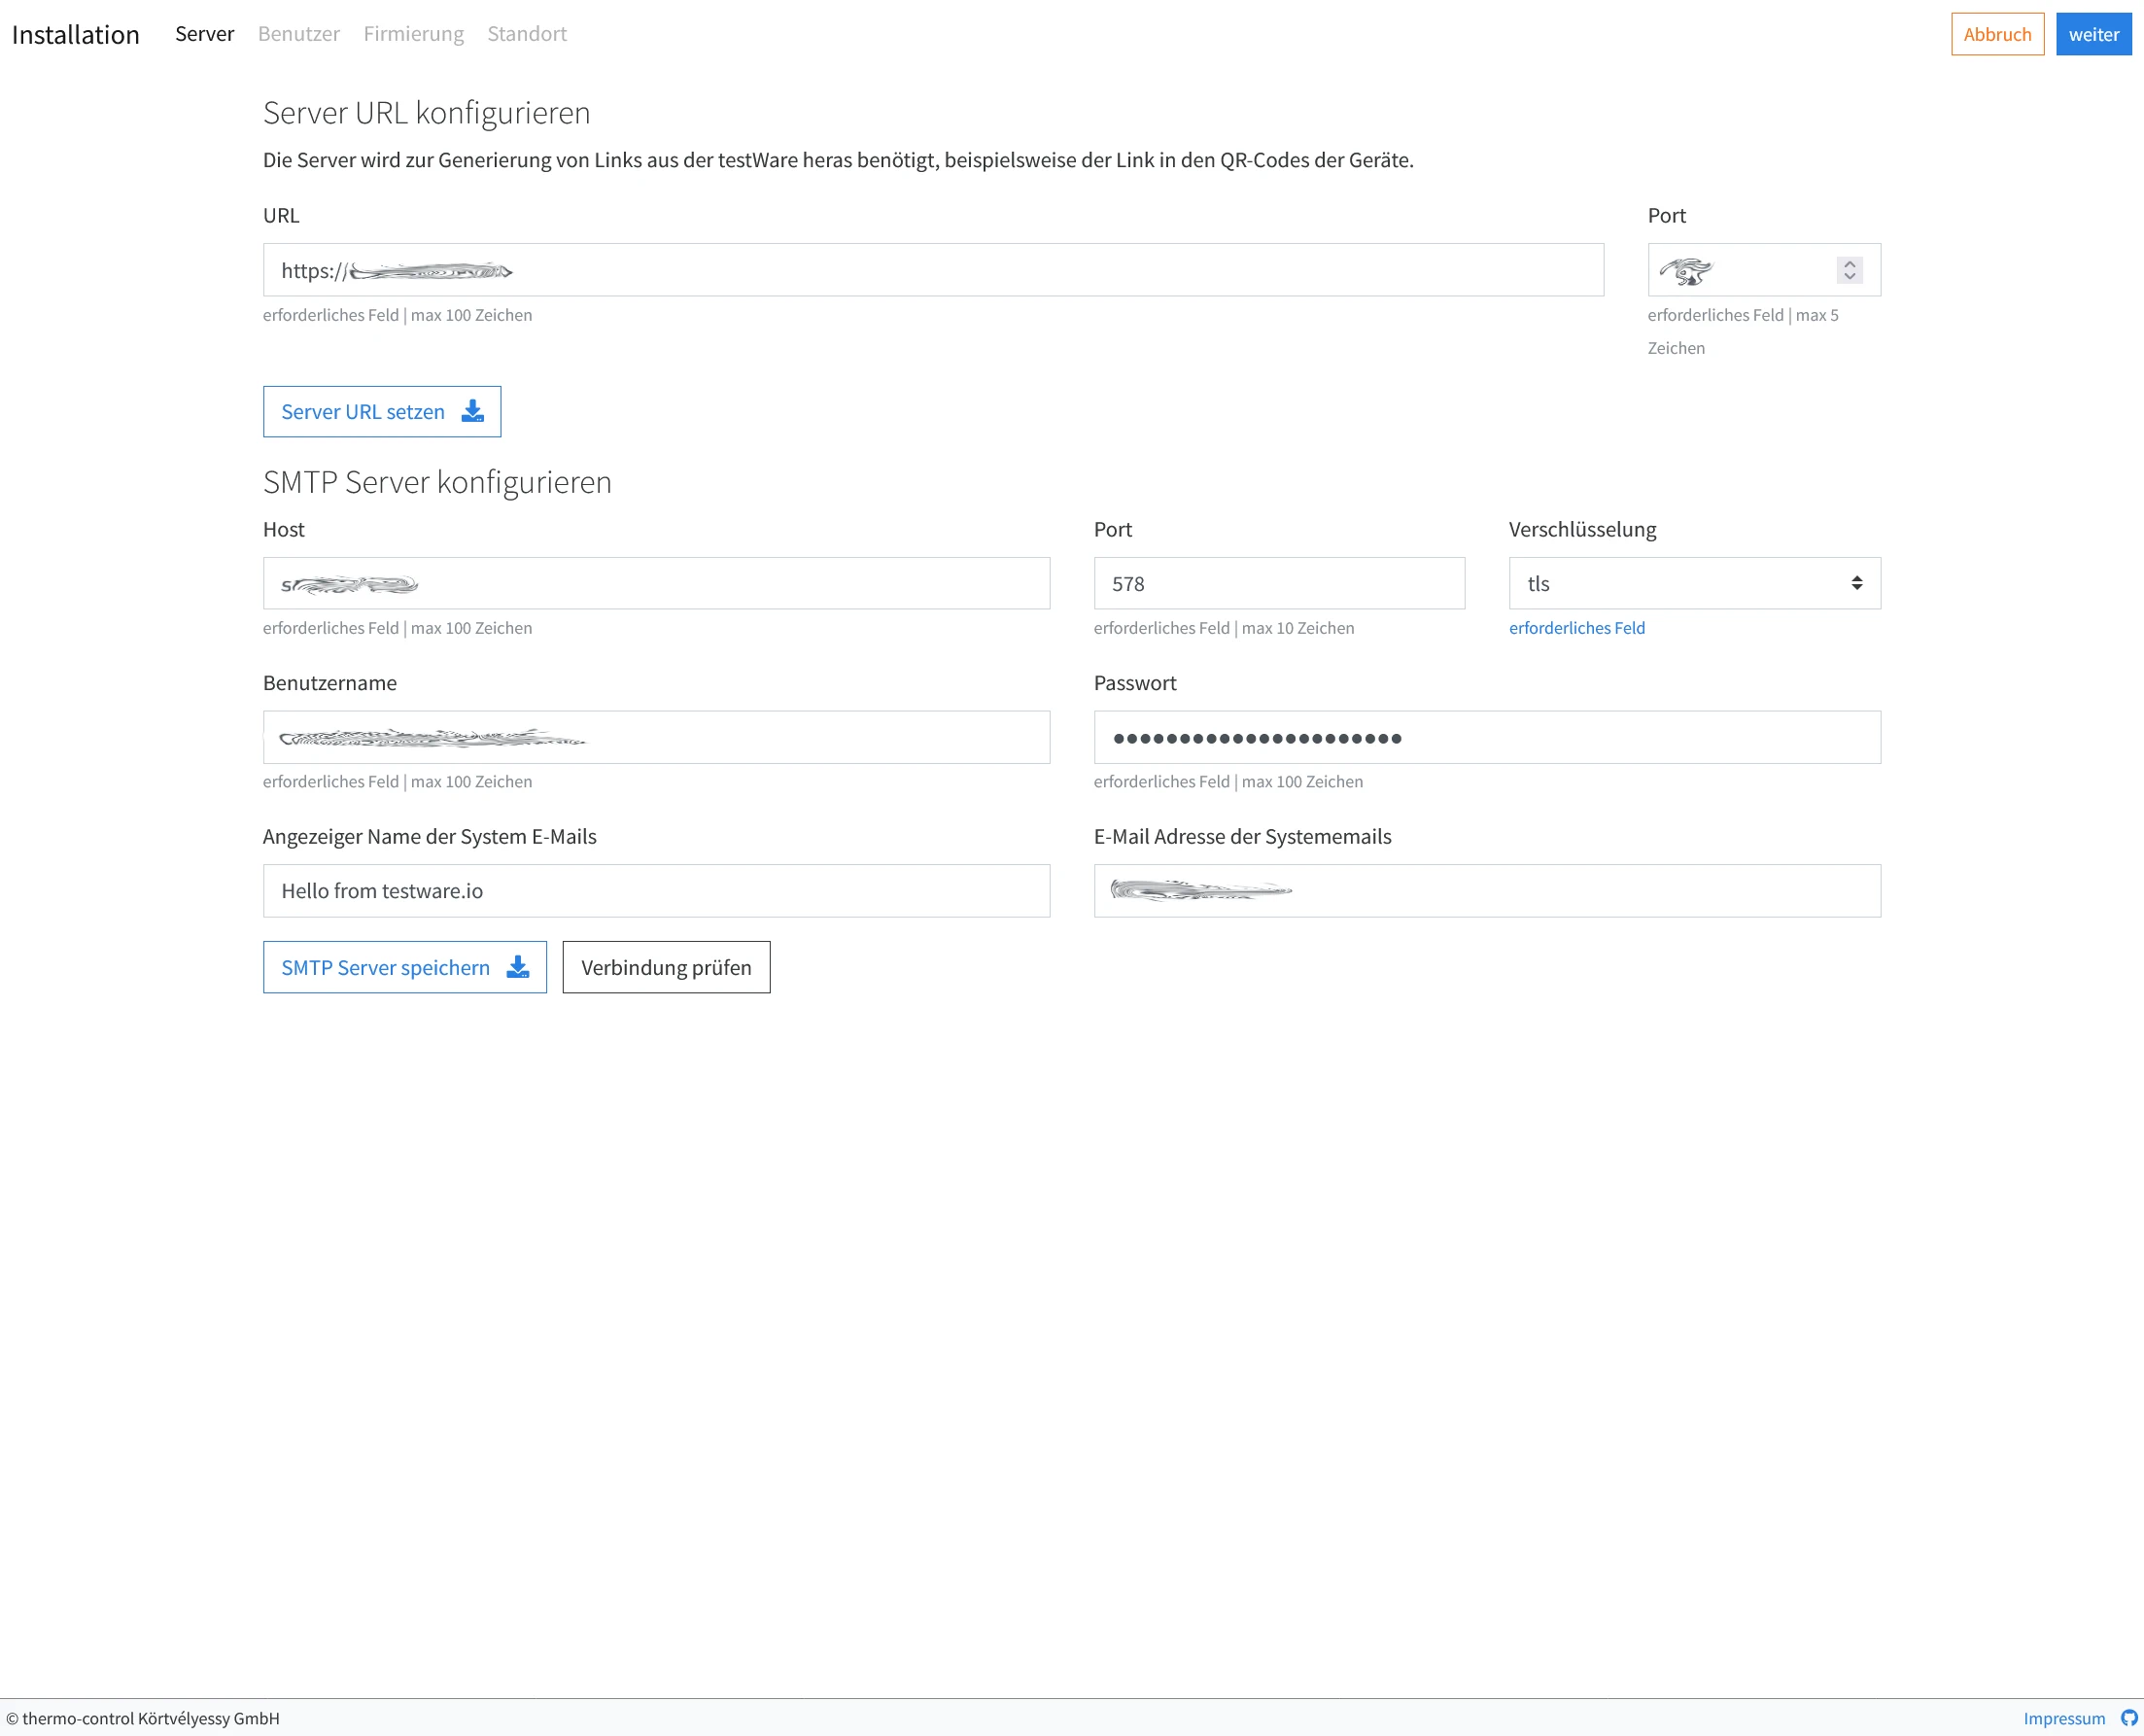 Installation Server Benutzer Firmierung Standort Abbruch weiter
Server URL konfigurieren
Die Server wird zur Generierung von Links aus der testWare heras benötigt, beispielsweise der Link in den QR-Codes der Geräte.
URL Port
https://
erforderliches Feld | max 100 Zeichen erforderliches Feld | max 5
Zeichen
Server URL setzen
SMTP Server konfigurieren
Host Port Verschlüsselung
578 tls
erforderliches Feld | max 100 Zeichen erforderliches Feld | max 10 Zeichen erforderliches Feld
Benutzername Passwort
erforderliches Feld | max 100 Zeichen erforderliches Feld | max 100 Zeichen
Angezeiger Name der System E-Mails E-Mail Adresse der Systememails
Hello from testware.io
SMTP Server speichern Verbindung prüfen
© thermo-control Körtvélyessy GmbH Impressum